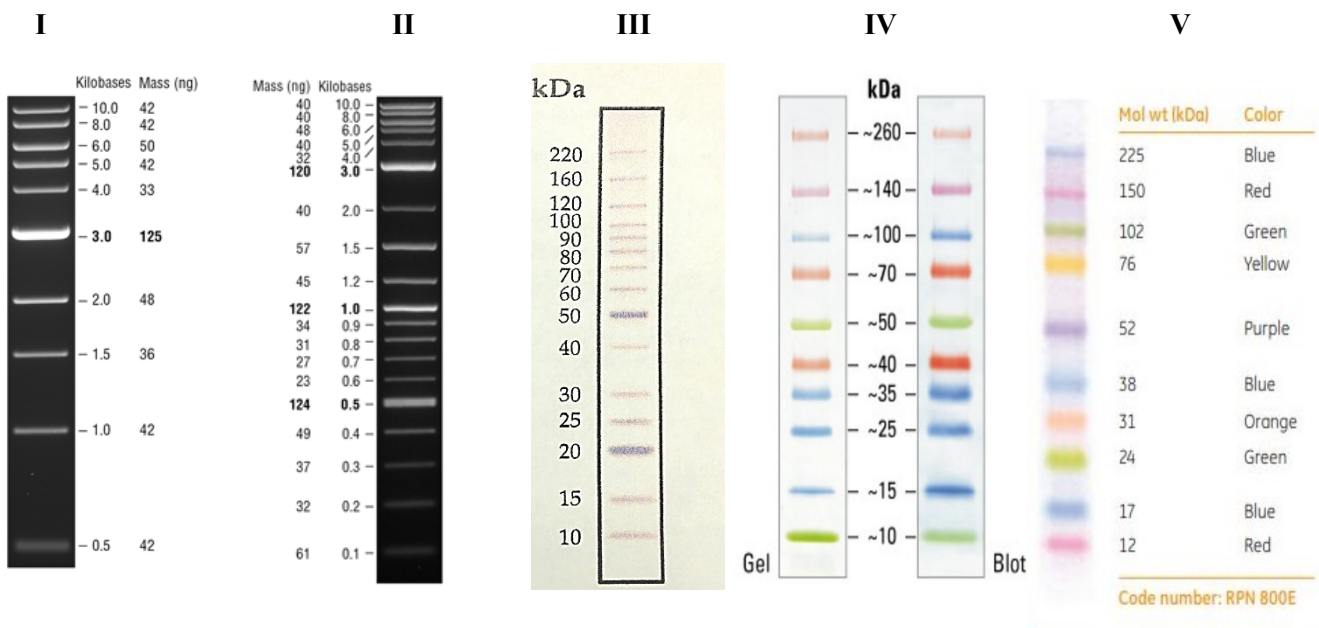 I
II
III
IV
V
Kilobases Mass (ng)
10.0 42
8.0 42
6.0 50
5.0 42
4.0 33
3.0 125
2.0 48
1.5 36
1.0 42
0.5 42
Mass (ng) Kilobases
40 10.0
40 8.0
48 6.0
40 5.0
32 4.0
120 3.0
40 2.0
57 1.5
45 1.2
122 1.0
34 0.9
31 0.8
27 0.7
23 0.6
124 0.5
49 0.4
37 0.3
32 0.2
61 0.1
kDa
220
160
120
100
90
80
70
60
50
40
30
25
20
15
10
kDa
~260
~140
~100
~70
~50
~40
~35
~25
~15
~10
Gel
Blot
Mol wt (kDa) Color
225 Blue
150 Red
102 Green
76 Yellow
52 Purple
38 Blue
31 Orange
24 Green
17 Blue
12 Red
Code number: RPN 800E